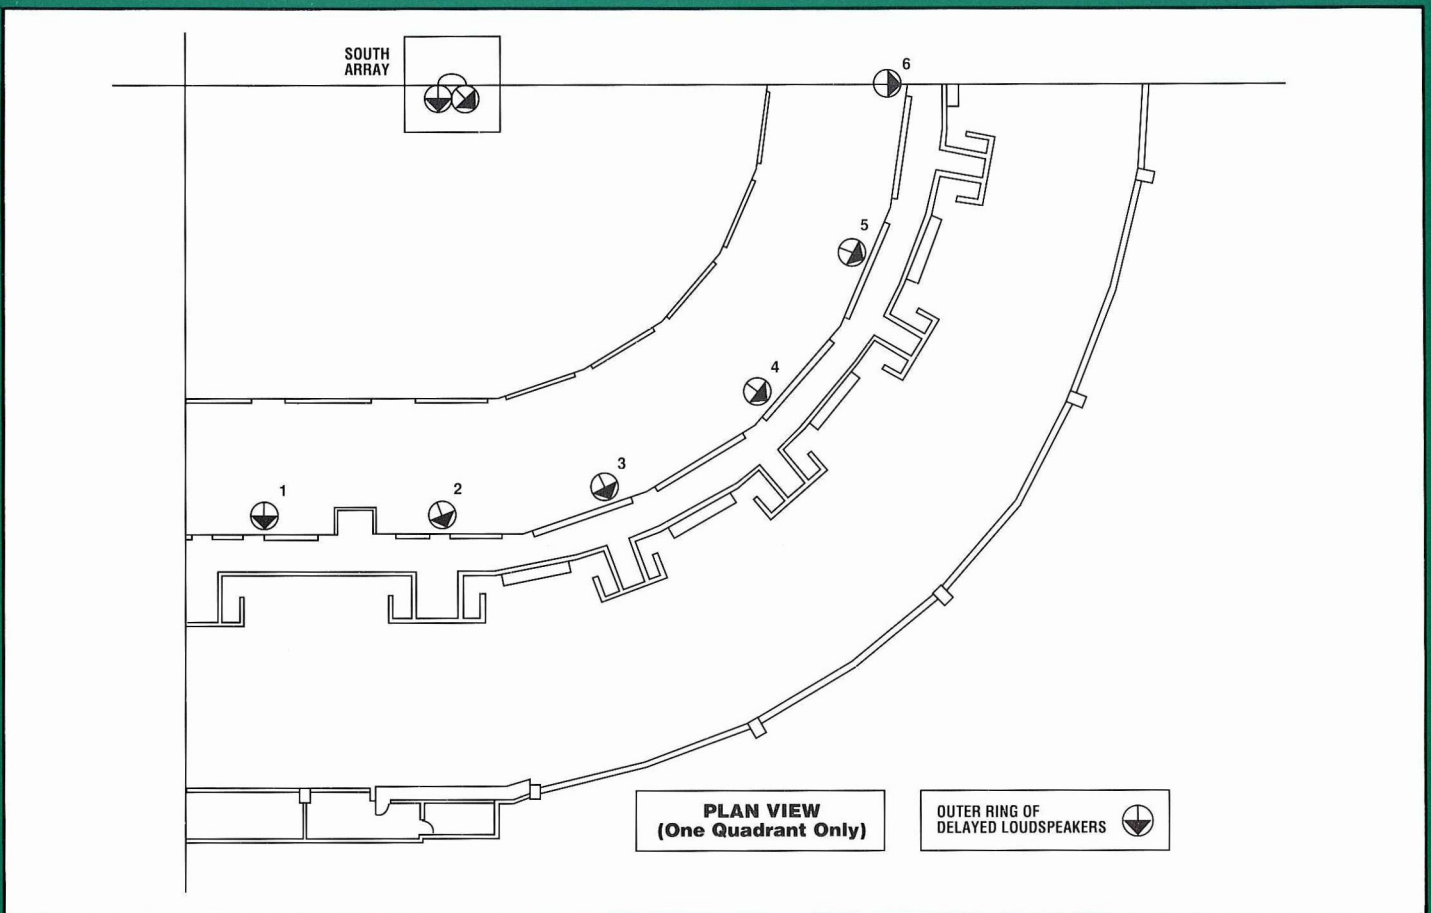 SOUTH
ARRAY
6
5
4
3
1
2
PLAN VIEW
(One Quadrant Only)
OUTER RING OF
DELAYED LOUDSPEAKERS